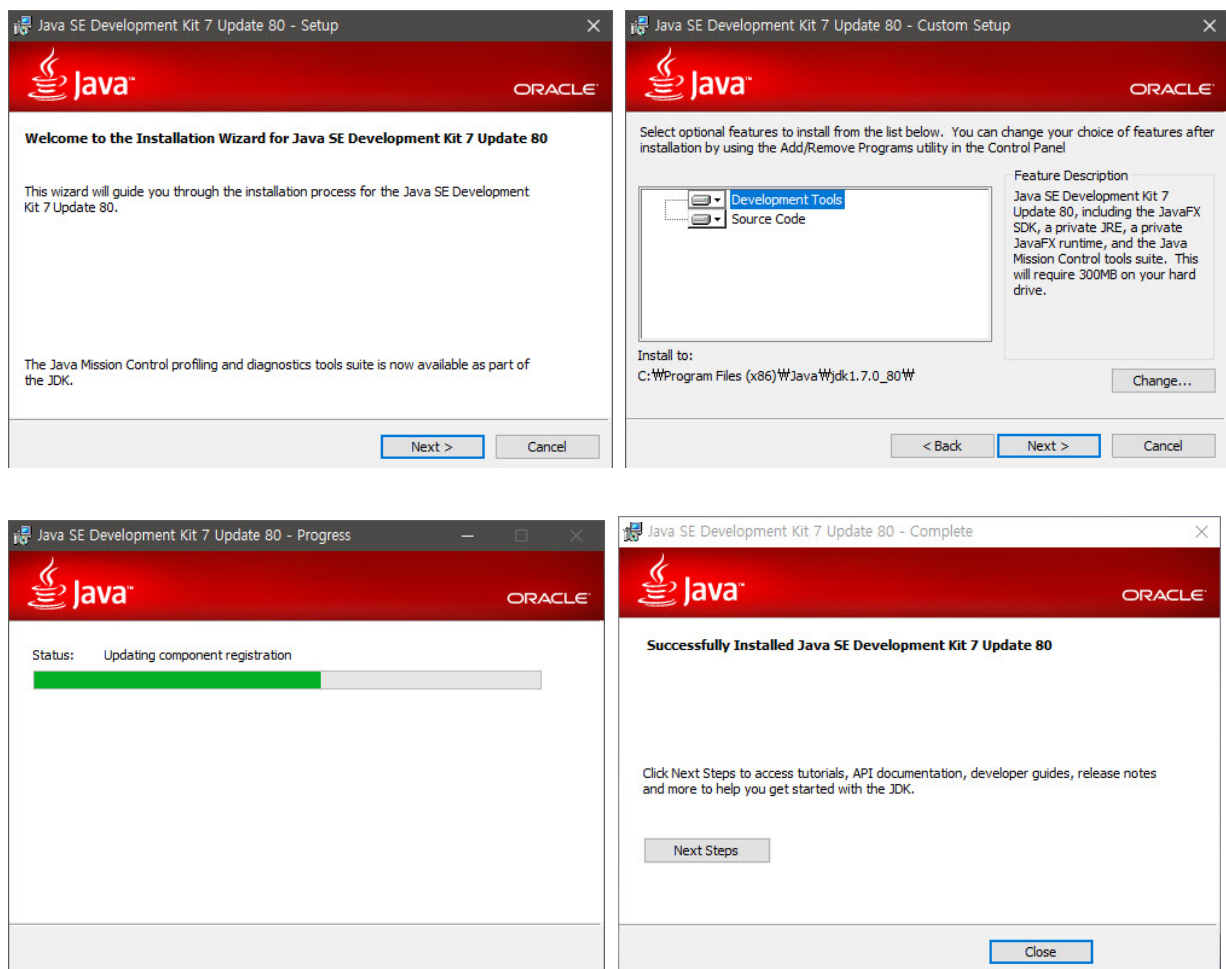 Java SE Development Kit 7 Update 80 - Setup
Java™
ORACLE
Welcome to the Installation Wizard for Java SE Development Kit 7 Update 80
This wizard will guide you through the installation process for the Java SE Development
Kit 7 Update 80.
The Java Mission Control profiling and diagnostics tools suite is now available as part of
the JDK.
Next >
Cancel
Java SE Development Kit 7 Update 80 - Custom Setup
Java™
ORACLE
Select optional features to install from the list below. You can change your choice of features after
installation by using the Add/Remove Programs utility in the Control Panel
Development Tools
Source Code
Feature Description
Java SE Development Kit 7
Update 80, including the JavaFX
SDK, a private JRE, a private
JavaFX runtime, and the Java
Mission Control tools suite. This
will require 300MB on your hard
drive.
Install to:
C:₩Program Files (x86)₩Java₩jdk1.7.0_80₩
Change...
< Back
Next >
Cancel
Java SE Development Kit 7 Update 80 - Progress
Java™
ORACLE
Status: Updating component registration
Java SE Development Kit 7 Update 80 - Complete
Java™
ORACLE
Successfully Installed Java SE Development Kit 7 Update 80
Click Next Steps to access tutorials, API documentation, developer guides, release notes
and more to help you get started with the JDK.
Next Steps
Close